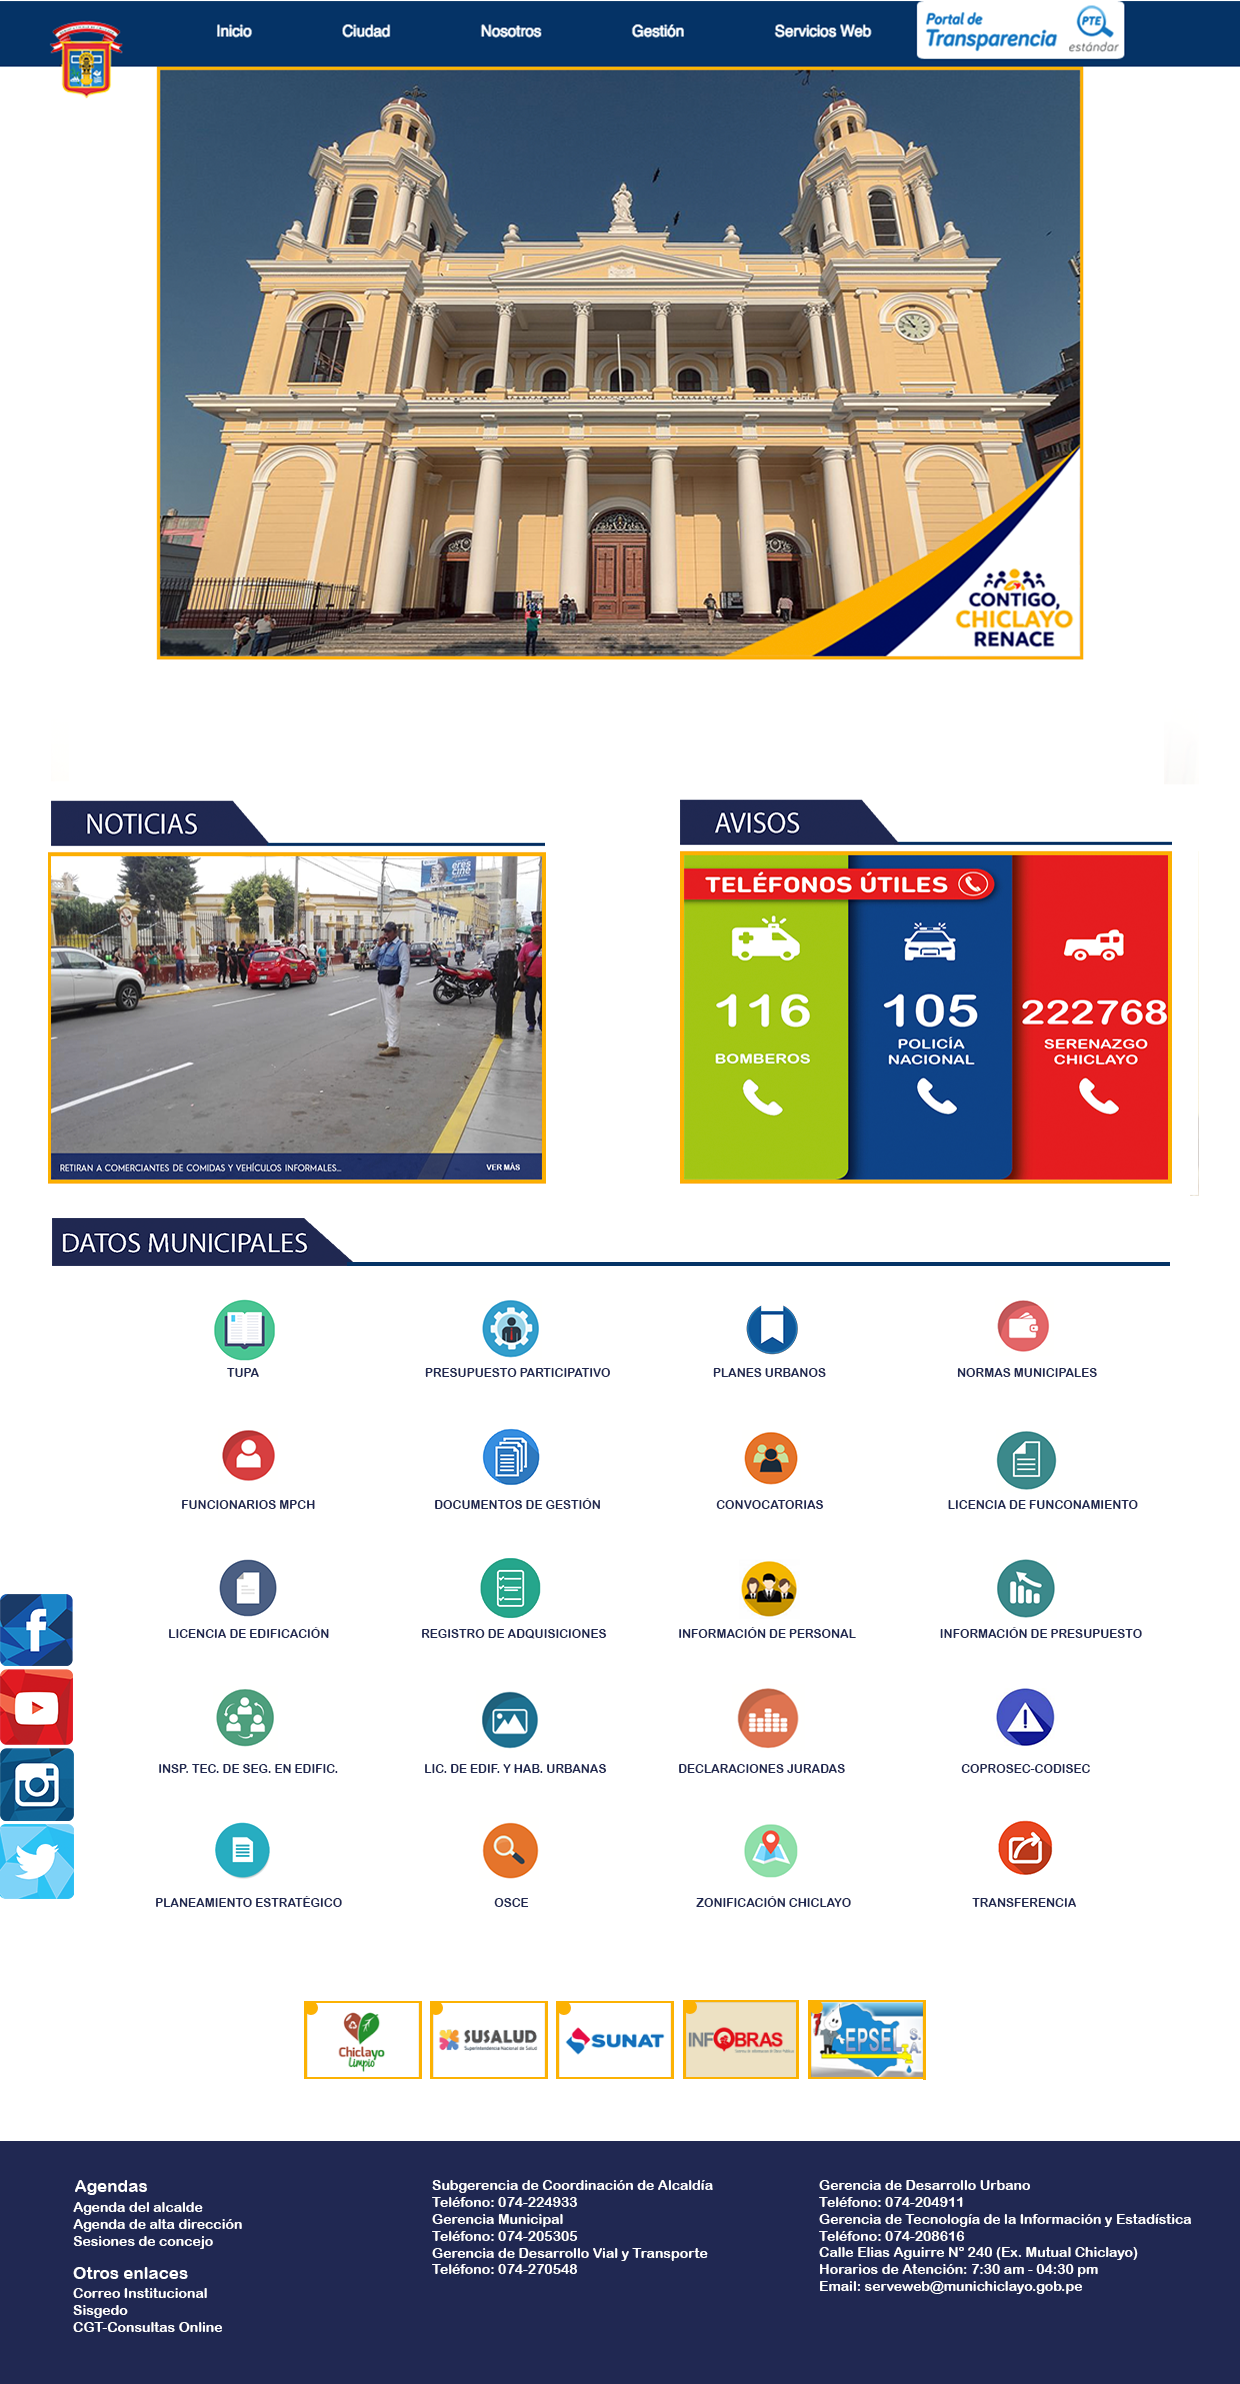 Inicio
Ciudad
Nosotros
Gestión
Servicios Web
Portal de
Transparencia
PTE
estándar
CONTIGO,
CHICLAYO
RENACE
NOTICIAS
AVISOS
eres
cine
RETIRAN A COMERCIANTES DE COMIDAS Y VEHÍCULOS INFORMALES...
VER MÁS
TELÉFONOS ÚTILES
116
BOMBEROS
105
POLICÍA
NACIONAL
222768
SERENAZGO
CHICLAYO
DATOS MUNICIPALES
TUPA
PRESUPUESTO PARTICIPATIVO
PLANES URBANOS
NORMAS MUNICIPALES
FUNCIONARIOS MPCH
DOCUMENTOS DE GESTIÓN
CONVOCATORIAS
LICENCIA DE FUNCONAMIENTO
LICENCIA DE EDIFICACIÓN
REGISTRO DE ADQUISICIONES
INFORMACIÓN DE PERSONAL
INFORMACIÓN DE PRESUPUESTO
INSP. TEC. DE SEG. EN EDIFIC.
LIC. DE EDIF. Y HAB. URBANAS
DECLARACIONES JURADAS
COPROSEC-CODISEC
PLANEAMIENTO ESTRATÉGICO
OSCE
ZONIFICACIÓN CHICLAYO
TRANSFERENCIA
Chiclayo
Limpio
SUSALUD
Superintendencia Nacional de Salud
SUNAT
INFOBRAS
EPSEL S.
A.
Agendas
Agenda del alcalde
Agenda de alta dirección
Sesiones de concejo
Otros enlaces
Correo Institucional
Sisgedo
CGT-Consultas Online
Subgerencia de Coordinación de Alcaldía
Teléfono: 074-224933
Gerencia Municipal
Teléfono: 074-205305
Gerencia de Desarrollo Vial y Transporte
Teléfono: 074-270548
Gerencia de Desarrollo Urbano
Teléfono: 074-204911
Gerencia de Tecnología de la Información y Estadística
Teléfono: 074-208616
Calle Elias Aguirre Nº 240 (Ex. Mutual Chiclayo)
Horarios de Atención: 7:30 am - 04:30 pm
Email: serveweb@munichiclayo.gob.pe